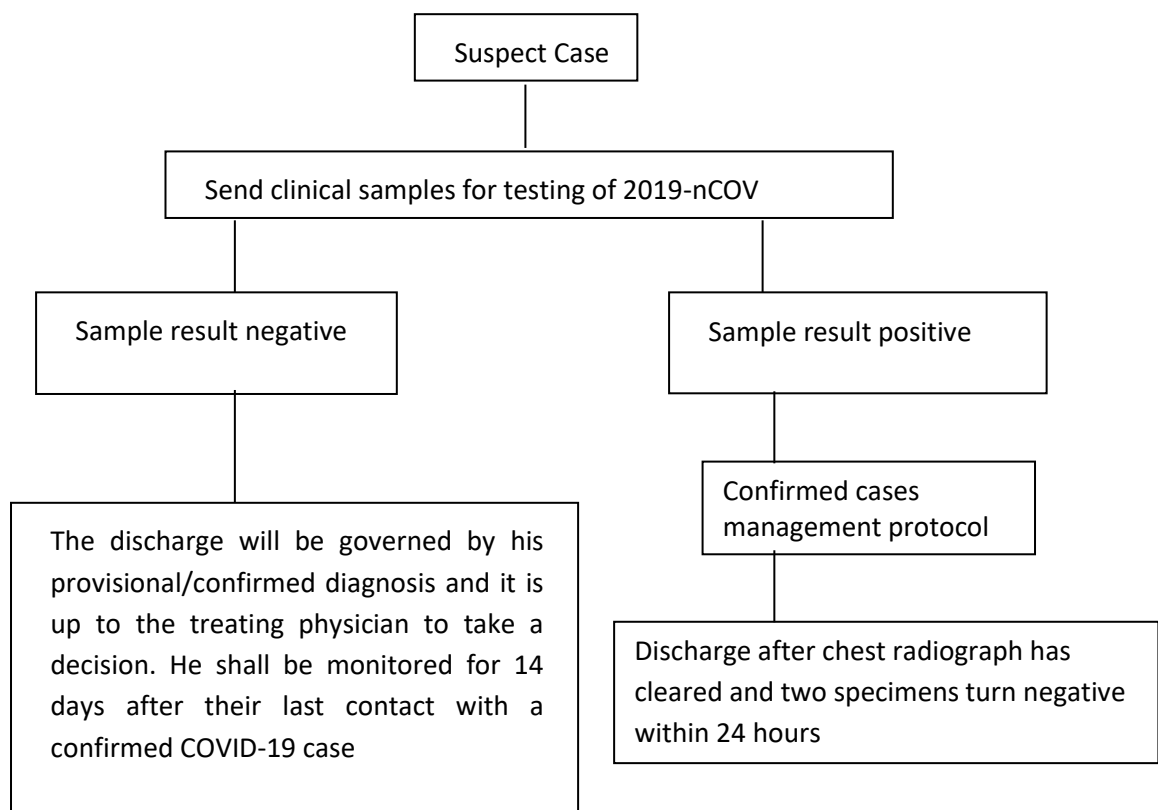 Suspect Case
Send clinical samples for testing of 2019-nCOV
Sample result negative
Sample result positive
Confirmed cases
management protocol
The discharge will be governed by his
provisional/confirmed diagnosis and it is
up to the treating physician to take a
decision. He shall be monitored for 14
days after their last contact with a
confirmed COVID-19 case
Discharge after chest radiograph has
cleared and two specimens turn negative
within 24 hours